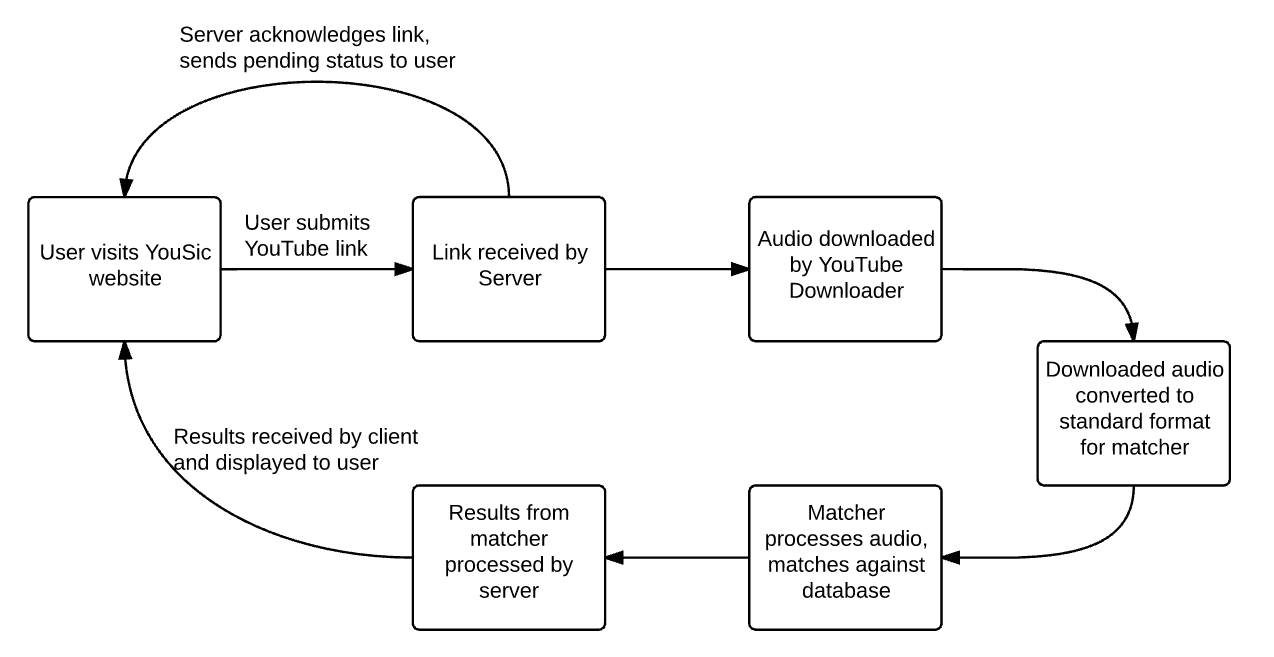 Server acknowledges link,
sends pending status to user
User visits YouSic
website
User submits
YouTube link
Link received by
Server
Audio downloaded
by YouTube
Downloader
Downloaded audio
converted to
standard format
for matcher
Matcher
processes audio,
matches against
database
Results from
matcher
processed by
server
Results received by client
and displayed to user